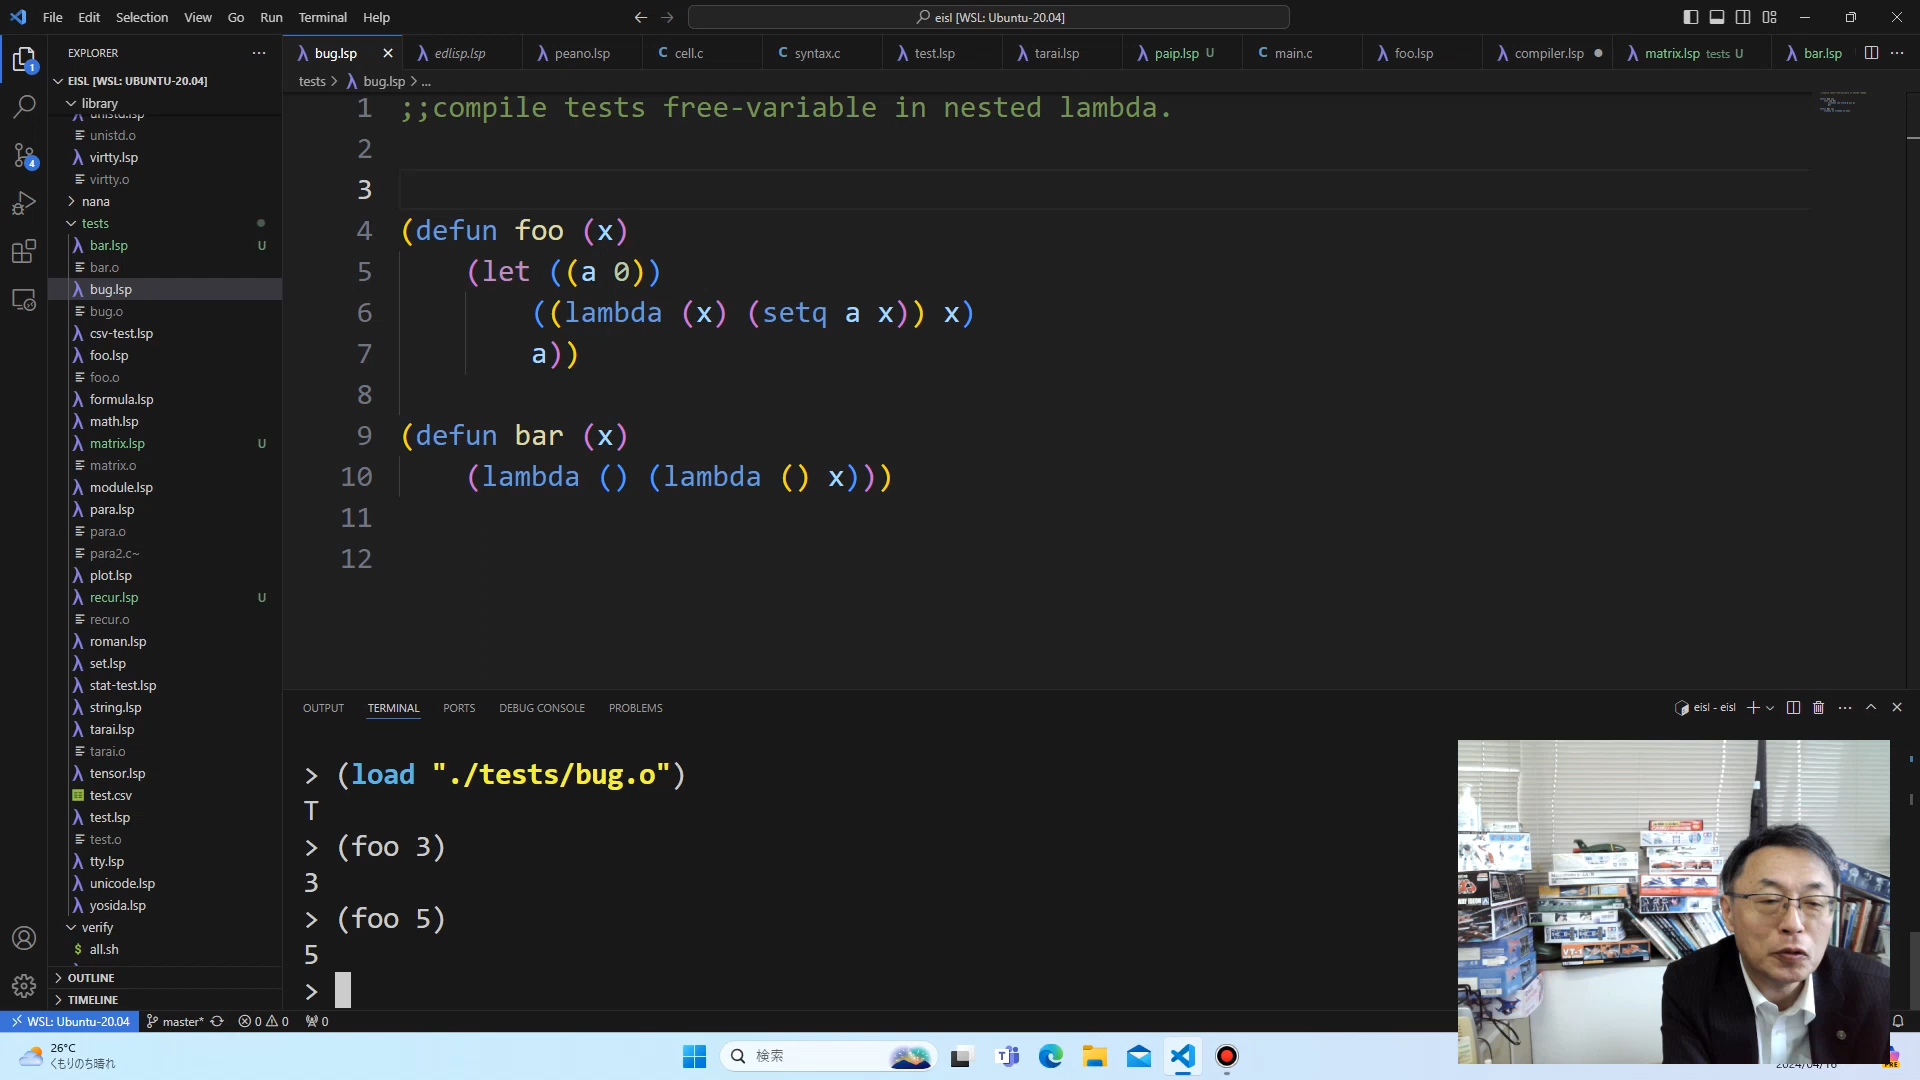 File Edit Selection View Go Run Terminal Help
eisl [WSL: Ubuntu-20.04]
EXPLORER
bug.lsp
edlisp.lsp
peano.lsp
C cell.c
C syntax.c
test.lsp
tarai.lsp
paip.lsp U
C main.c
foo.lsp
compiler.lsp
matrix.lsp tests U
bar.lsp
tests > bug.lsp > ...
EISL [WSL: UBUNTU-20.04]
library
unistd.lsp
unistd.o
virtty.lsp
virtty.o
nana
tests
bar.lsp U
bar.o
bug.lsp
bug.o
csv-test.lsp
foo.lsp
foo.o
formula.lsp
math.lsp
matrix.lsp U
matrix.o
module.lsp
para.lsp
para.o
para2.c~
plot.lsp
recur.lsp U
recur.o
roman.lsp
set.lsp
stat-test.lsp
string.lsp
tarai.lsp
tarai.o
tensor.lsp
test.csv
test.lsp
test.o
tty.lsp
unicode.lsp
yosida.lsp
verify
$ all.sh
OUTLINE
TIMELINE
1 ;;compile tests free-variable in nested lambda.
2
3
4 (defun foo (x)
5 (let ((a 0))
6 ((lambda (x) (setq a x)) x)
7 a))
8
9 (defun bar (x)
10 (lambda () (lambda () x)))
11
12
OUTPUT TERMINAL PORTS DEBUG CONSOLE PROBLEMS
eisl - eisl
> (load "./tests/bug.o")
T
> (foo 3)
3
> (foo 5)
5
>
1
4
WSL: Ubuntu-20.04 master* 0 0 0
26°C
くもりのち晴れ
検索
2024/04/16
PRE